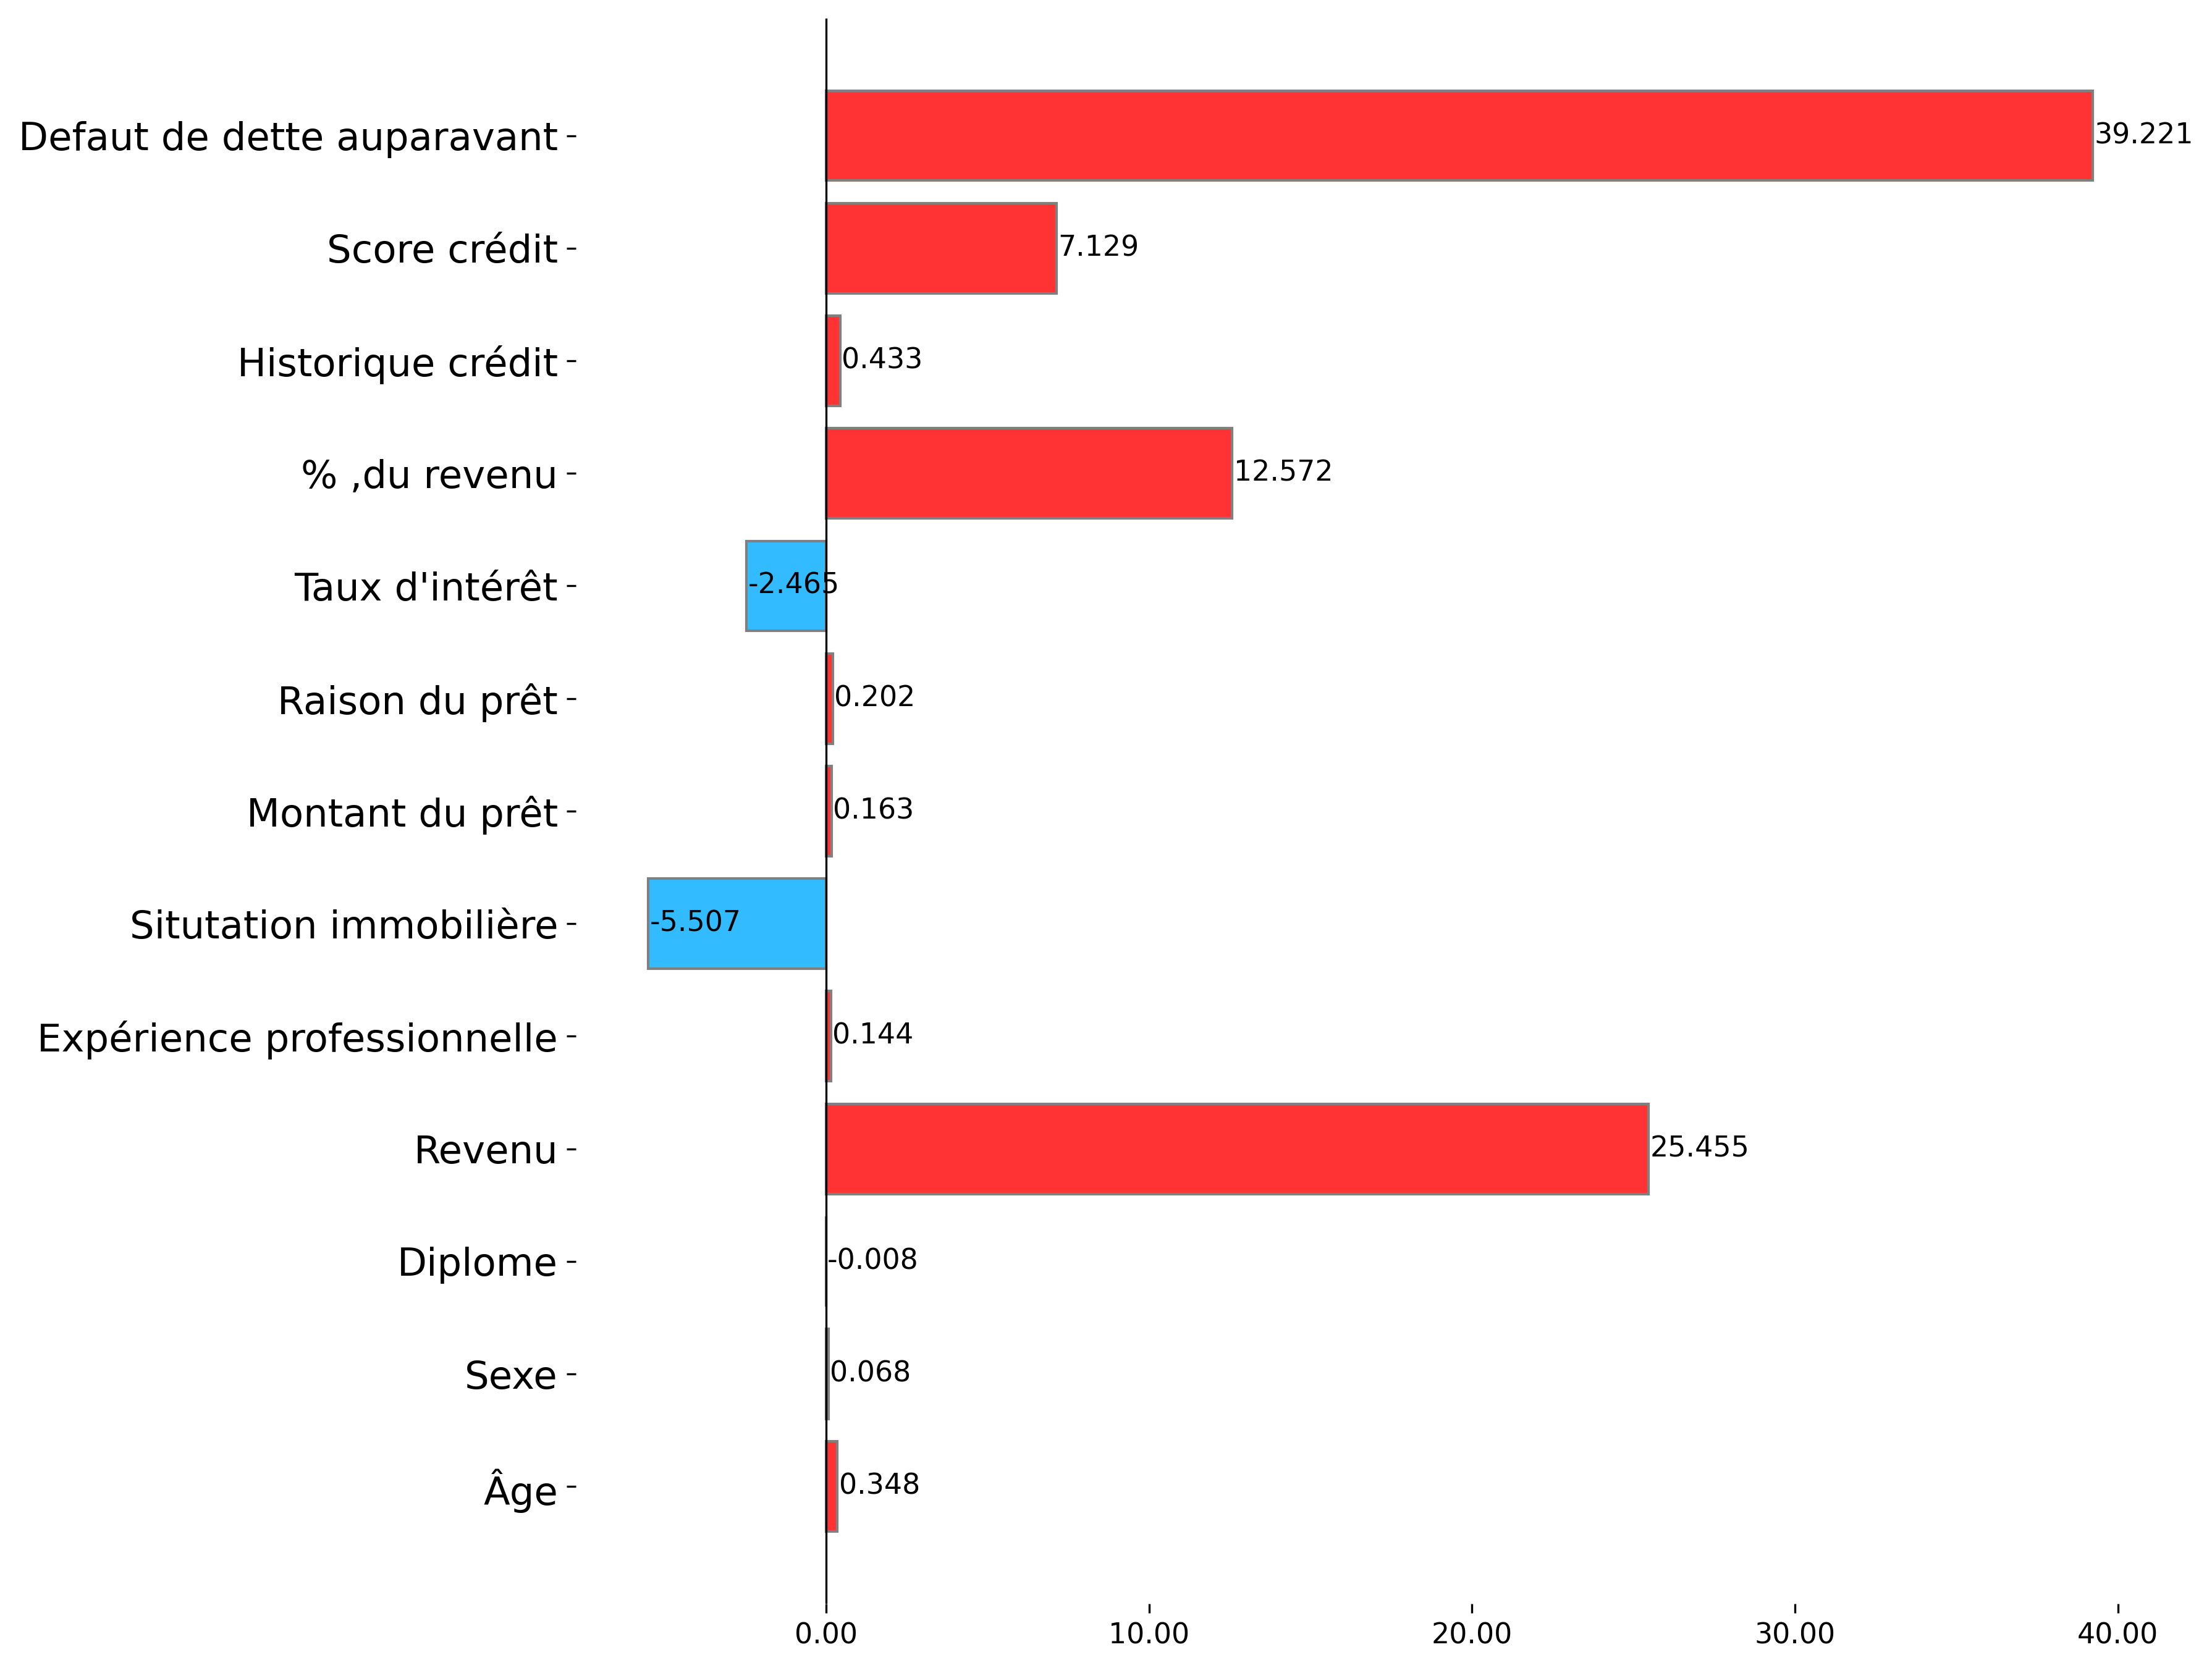 Defaut de dette auparavant 39.221
Score crédit 7.129
Historique crédit 0.433
% ,du revenu 12.572
Taux d'intérêt -2.465
Raison du prêt 0.202
Montant du prêt 0.163
Situtation immobilière -5.507
Expérience professionnelle 0.144
Revenu 25.455
Diplome -0.008
Sexe 0.068
Âge 0.348
0.00 10.00 20.00 30.00 40.00